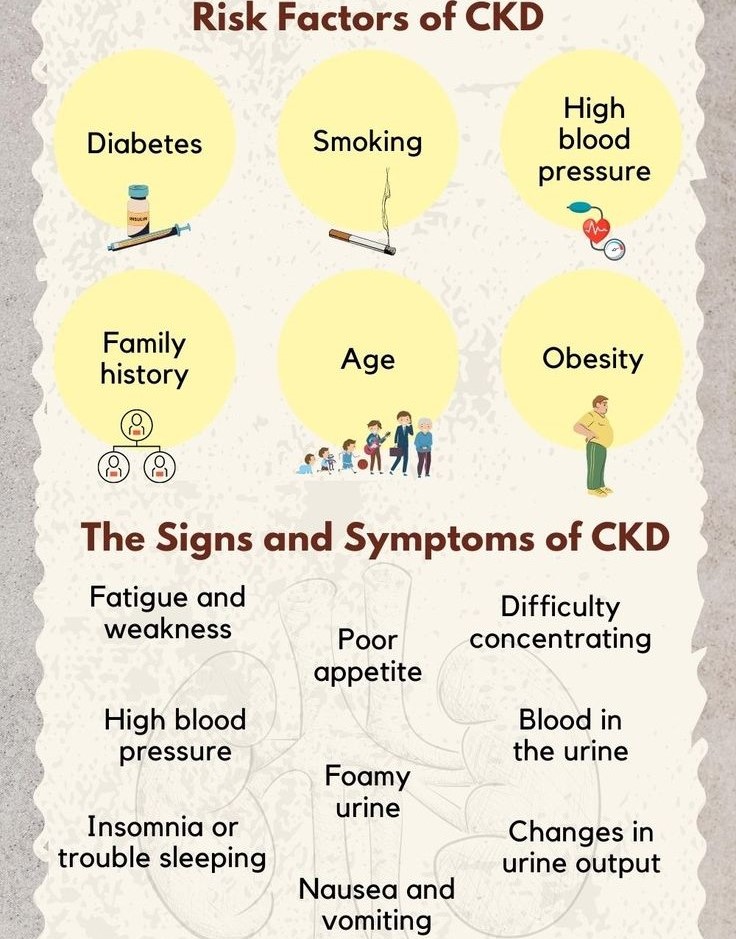 Risk Factors of CKD
Diabetes
INSULIN
Smoking
High
blood
pressure
Family
history
Age
Obesity
The Signs and Symptoms of CKD
Fatigue and
weakness
Poor
appetite
Difficulty
concentrating
High blood
pressure
Foamy
urine
Blood in
the urine
Insomnia or
trouble sleeping
Nausea and
vomiting
Changes in
urine output